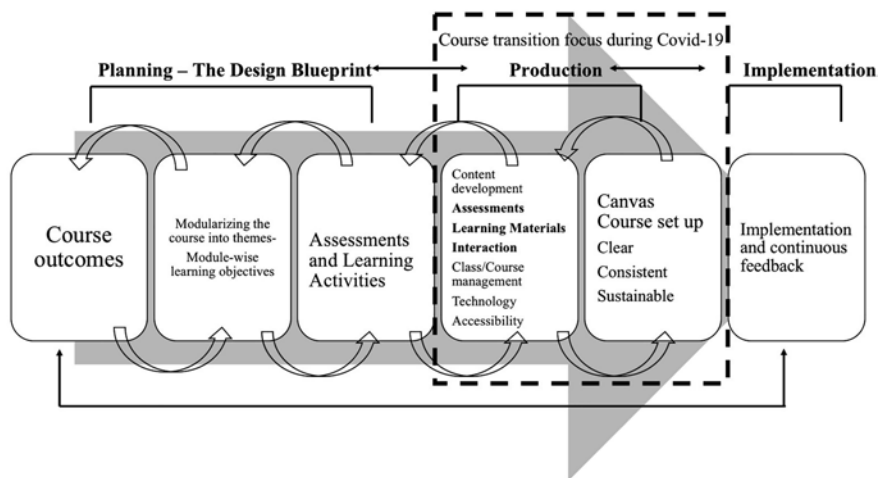 Course transition focus during Covid-19
Planning – The Design Blueprint
Production
Implementation
Course
outcomes
Modularizing the
course into themes-
Module-wise
learning objectives
Assessments
and Learning
Activities
Content
development
Assessments
Learning Materials
Interaction
Class/Course
management
Technology
Accessibility
Canvas
Course set up
Clear
Consistent
Sustainable
Implementation
and continuous
feedback